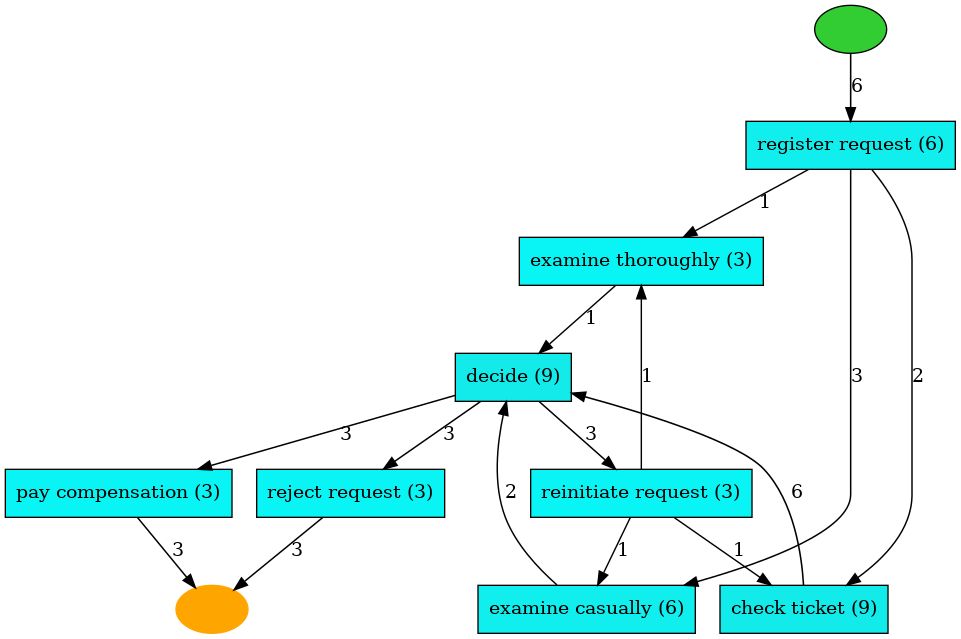 6
register request (6)
1
examine thoroughly (3)
1
decide (9)
1
3
2
3
3
3
pay compensation (3)
reject request (3)
reinitiate request (3)
2
6
3
3
1
1
examine casually (6)
check ticket (9)